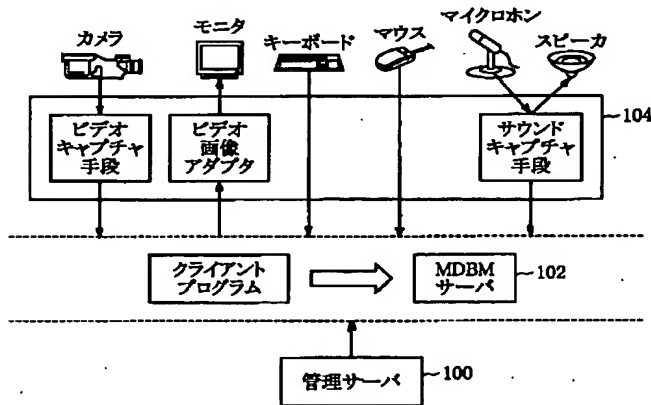 カメラ
モニタ
キーボード
マウス
マイクロホン
スピーカ
104
ビデオ
キャプチャ
手段
ビデオ
画像
アダプタ
サウンド
キャプチャ
手段
クライアント
プログラム
MDBM
サーバ
102
管理サーバ
100